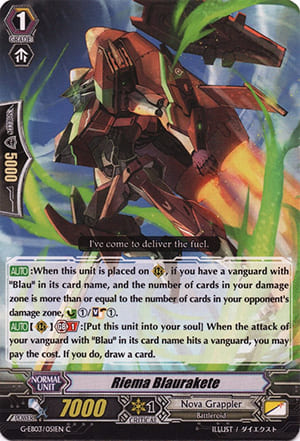 1
GRADE
SHIELD
5000
I've come to deliver the fuel.
AUTO :When this unit is placed on , if you have a vanguard with
"Blau" in its card name, and the number of cards in your damage
zone is more than or equal to the number of cards in your opponent's
damage zone, 1/ 1.
AUTO [ ] CB 1 :[Put this unit into your soul] When the attack of
your vanguard with "Blau" in its card name hits a vanguard, you may
pay the cost. If you do, draw a card.
NORMAL
UNIT
Riema Blaurakete
POWER
7000
1
CRITICAL
Nova Grappler
Battleroid
G-EB03/051EN C
ILLUST / ダイエクスト